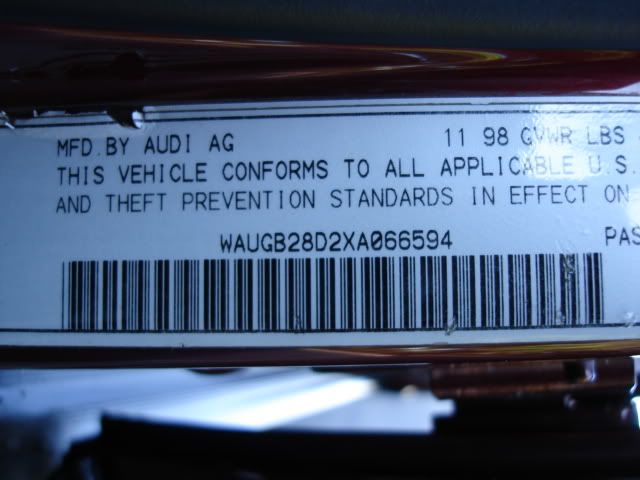 MFD.BY AUDI AG 11 98 GVWR LBS
THIS VEHICLE CONFORMS TO ALL APPLICABLE U.S.
AND THEFT PREVENTION STANDARDS IN EFFECT ON
WAUGB28D2XA066594 PAS